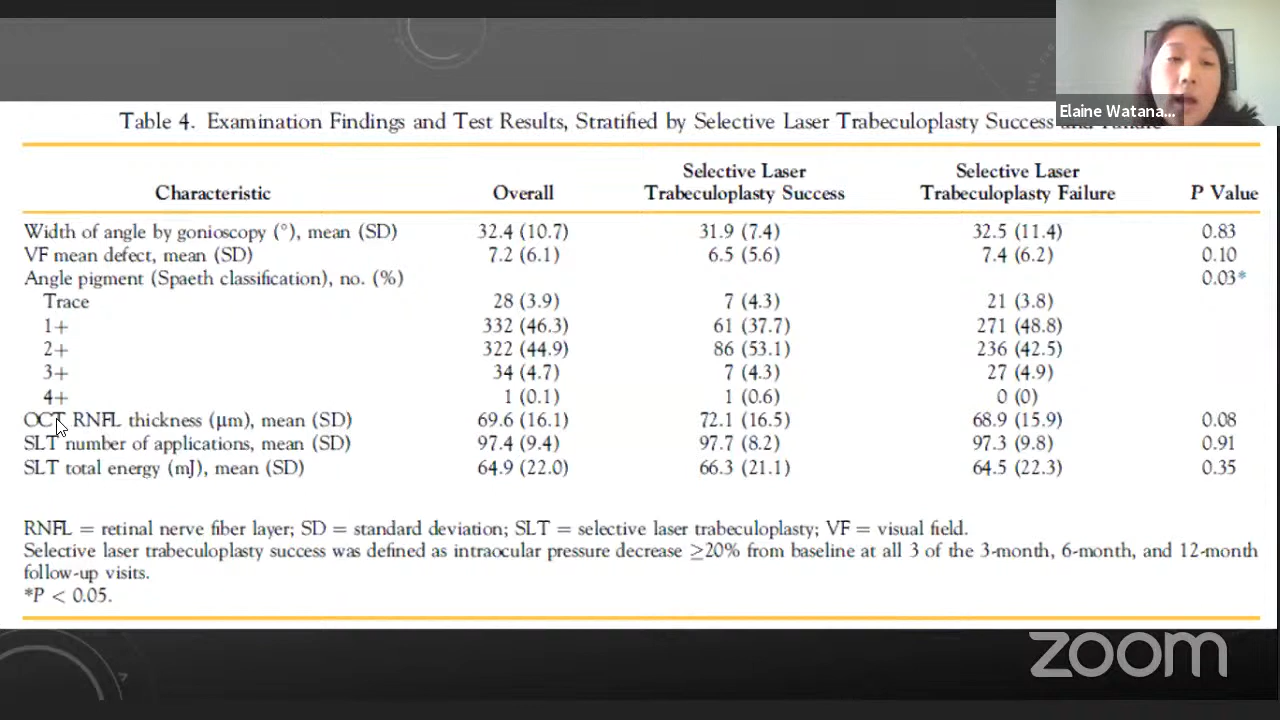 Elaine Watana...
Table 4. Examination Findings and Test Results, Stratified by Selective Laser Trabeculoplasty Success
Characteristic Overall Selective Laser Trabeculoplasty Success Selective Laser Trabeculoplasty Failure P Value
Width of angle by gonioscopy (°), mean (SD) 32.4 (10.7) 31.9 (7.4) 32.5 (11.4) 0.83
VF mean defect, mean (SD) 7.2 (6.1) 6.5 (5.6) 7.4 (6.2) 0.10
Angle pigment (Spaeth classification), no. (%) 0.03*
Trace 28 (3.9) 7 (4.3) 21 (3.8)
1+ 332 (46.3) 61 (37.7) 271 (48.8)
2+ 322 (44.9) 86 (53.1) 236 (42.5)
3+ 34 (4.7) 7 (4.3) 27 (4.9)
4+ 1 (0.1) 1 (0.6) 0 (0)
OCT RNFL thickness (μm), mean (SD) 69.6 (16.1) 72.1 (16.5) 68.9 (15.9) 0.08
SLT number of applications, mean (SD) 97.4 (9.4) 97.7 (8.2) 97.3 (9.8) 0.91
SLT total energy (mJ), mean (SD) 64.9 (22.0) 66.3 (21.1) 64.5 (22.3) 0.35
RNFL = retinal nerve fiber layer; SD = standard deviation; SLT = selective laser trabeculoplasty; VF = visual field.
Selective laser trabeculoplasty success was defined as intraocular pressure decrease ≥20% from baseline at all 3 of the 3-month, 6-month, and 12-month
follow-up visits.
*P < 0.05.
zoom